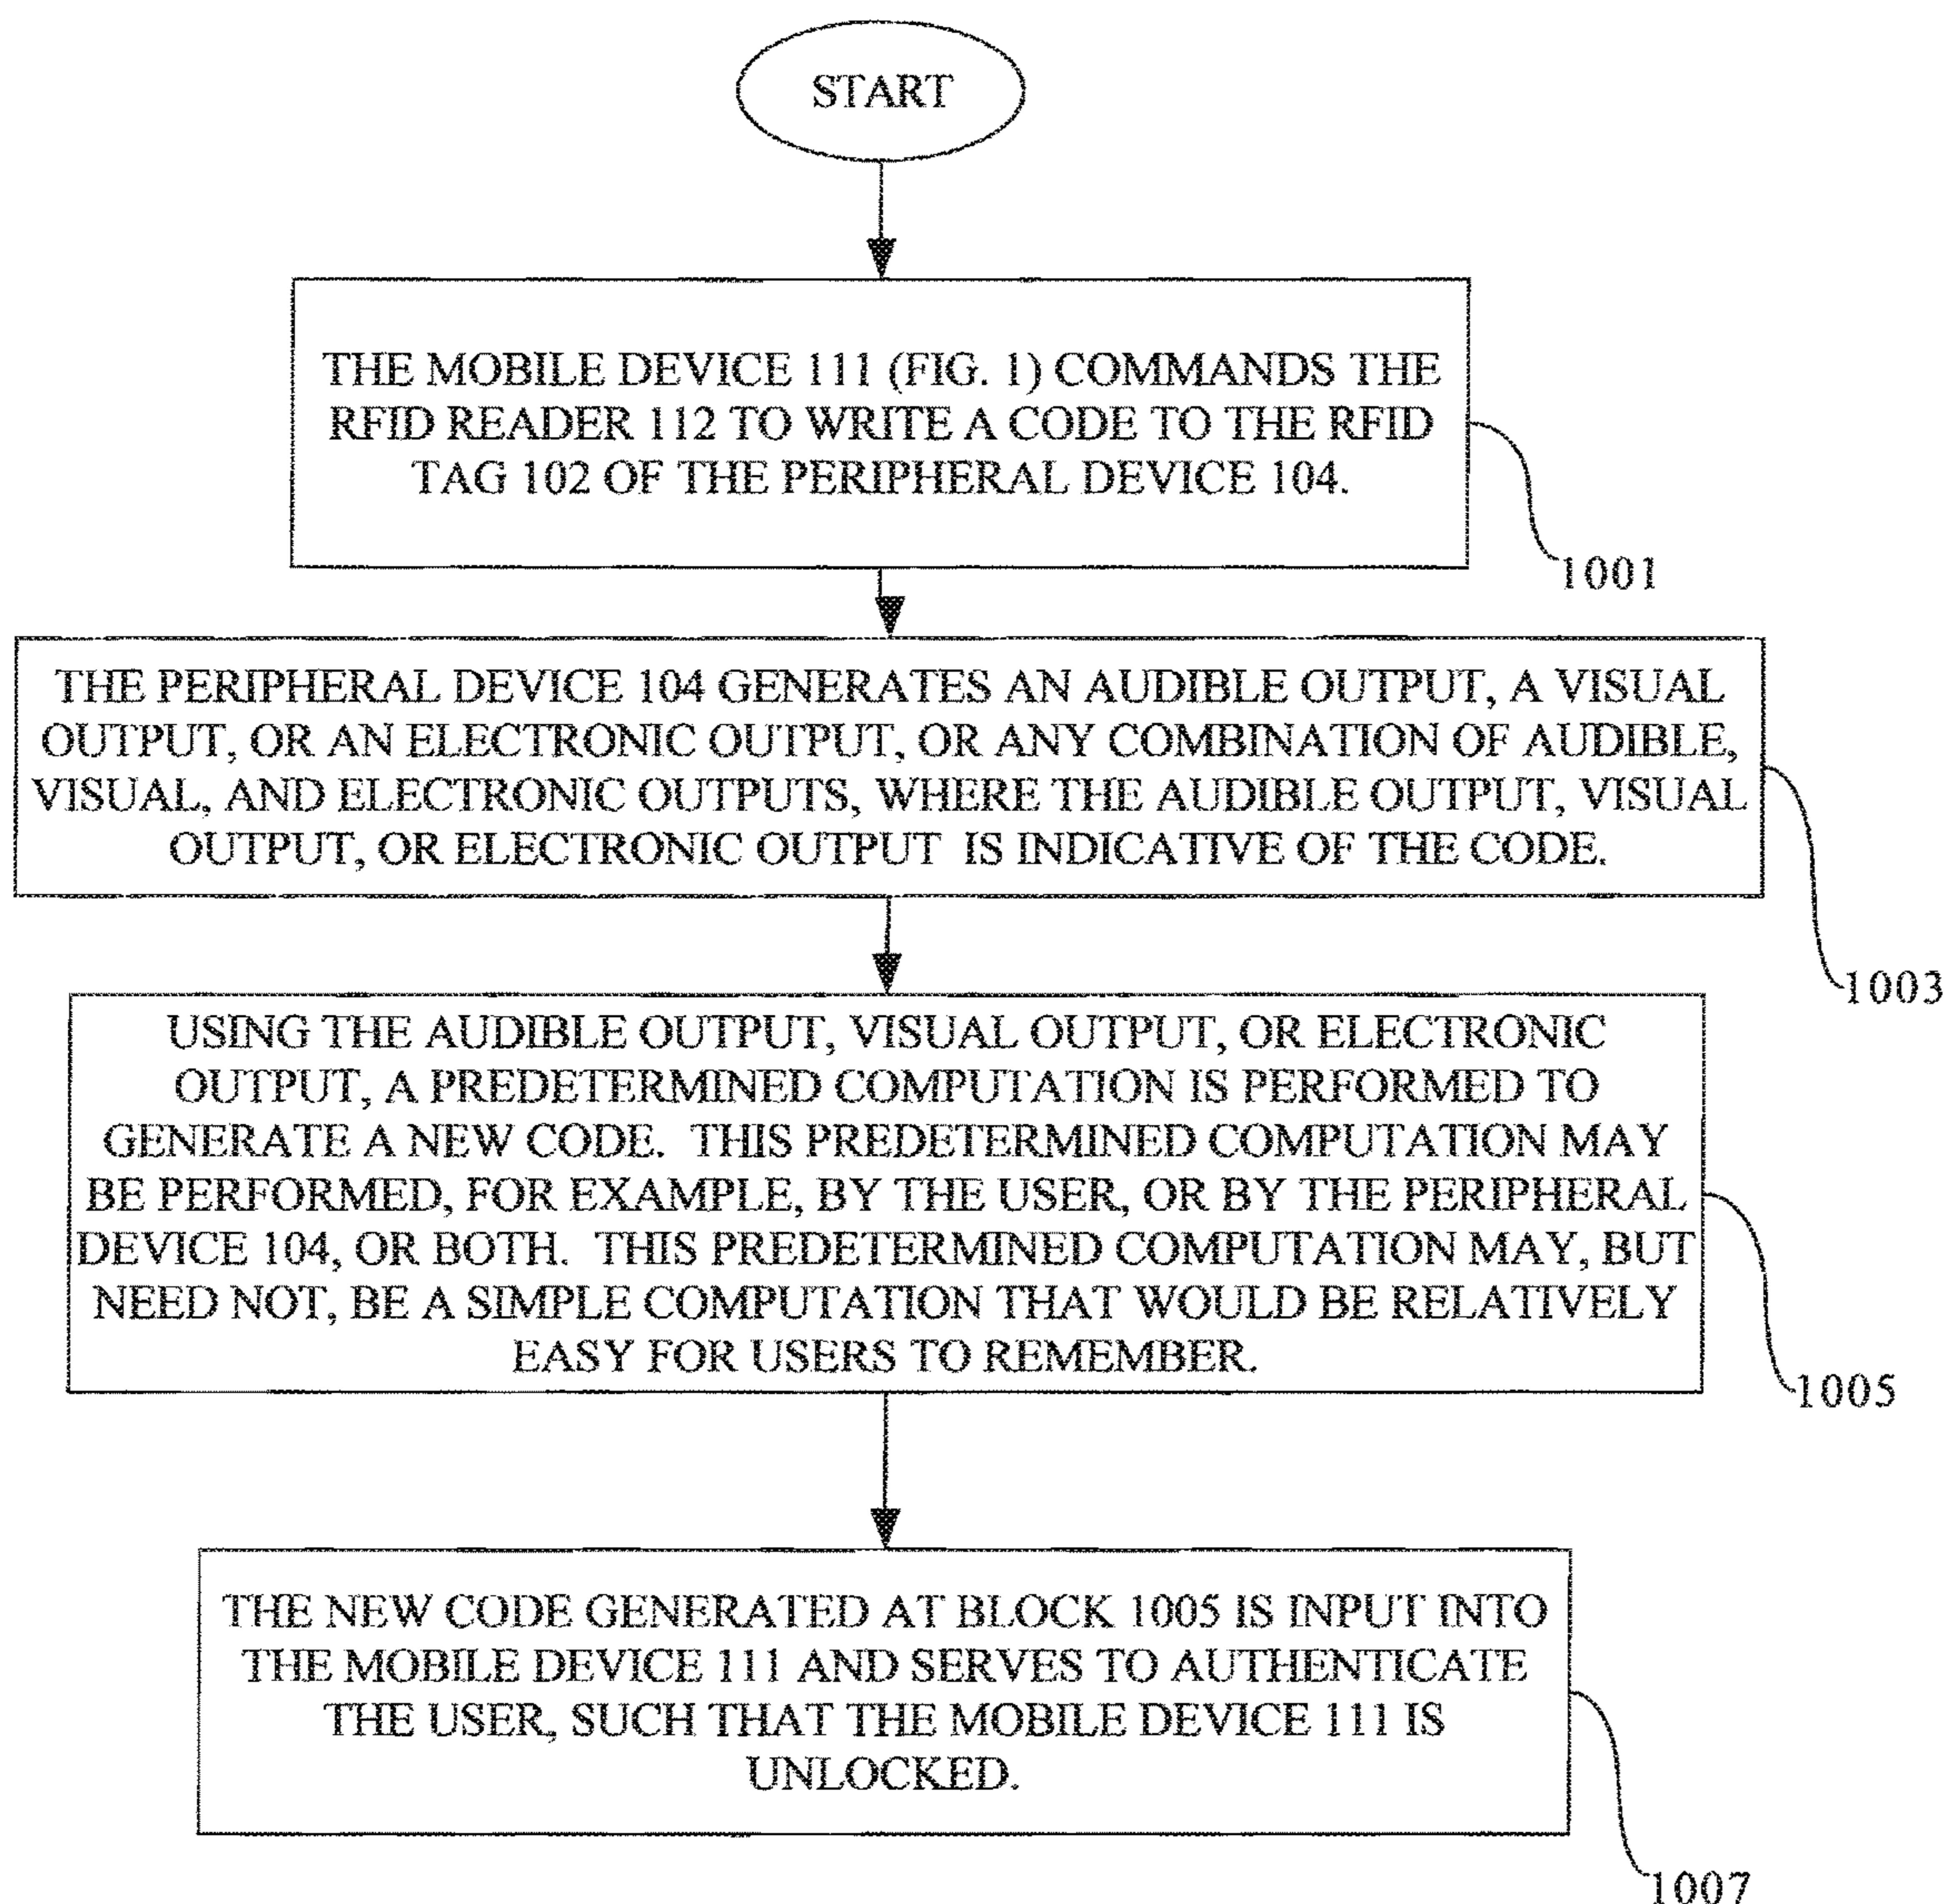 START
THE MOBILE DEVICE 111 (FIG. 1) COMMANDS THE
RFID READER 112 TO WRITE A CODE TO THE RFID
TAG 102 OF THE PERIPHERAL DEVICE 104.
1001
THE PERIPHERAL DEVICE 104 GENERATES AN AUDIBLE OUTPUT, A VISUAL
OUTPUT, OR AN ELECTRONIC OUTPUT, OR ANY COMBINATION OF AUDIBLE,
VISUAL, AND ELECTRONIC OUTPUTS, WHERE THE AUDIBLE OUTPUT, VISUAL
OUTPUT, OR ELECTRONIC OUTPUT IS INDICATIVE OF THE CODE.
1003
USING THE AUDIBLE OUTPUT, VISUAL OUTPUT, OR ELECTRONIC
OUTPUT, A PREDETERMINED COMPUTATION IS PERFORMED TO
GENERATE A NEW CODE. THIS PREDETERMINED COMPUTATION MAY
BE PERFORMED, FOR EXAMPLE, BY THE USER, OR BY THE PERIPHERAL
DEVICE 104, OR BOTH. THIS PREDETERMINED COMPUTATION MAY, BUT
NEED NOT, BE A SIMPLE COMPUTATION THAT WOULD BE RELATIVELY
EASY FOR USERS TO REMEMBER.
1005
THE NEW CODE GENERATED AT BLOCK 1005 IS INPUT INTO
THE MOBILE DEVICE 111 AND SERVES TO AUTHENTICATE
THE USER, SUCH THAT THE MOBILE DEVICE 111 IS
UNLOCKED.
1007